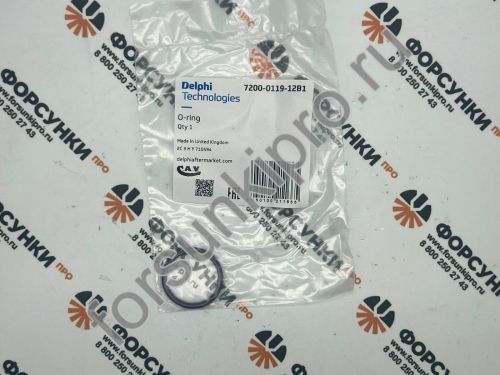 Delphi
Technologies
7200-0119-12B1
O-ring
Qty 1
Made in United Kingdom
delphiaftermarket.com
C.A.V.
EAC
forsunkipro.ru
ФОРСУНКИ ПРО
8 800 250 27 43
www.forsunkipro.ru